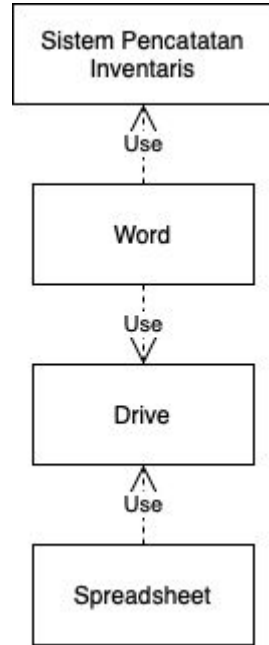 Sistem Pencatatan
Inventaris
Use
Word
Use
Drive
Use
Spreadsheet